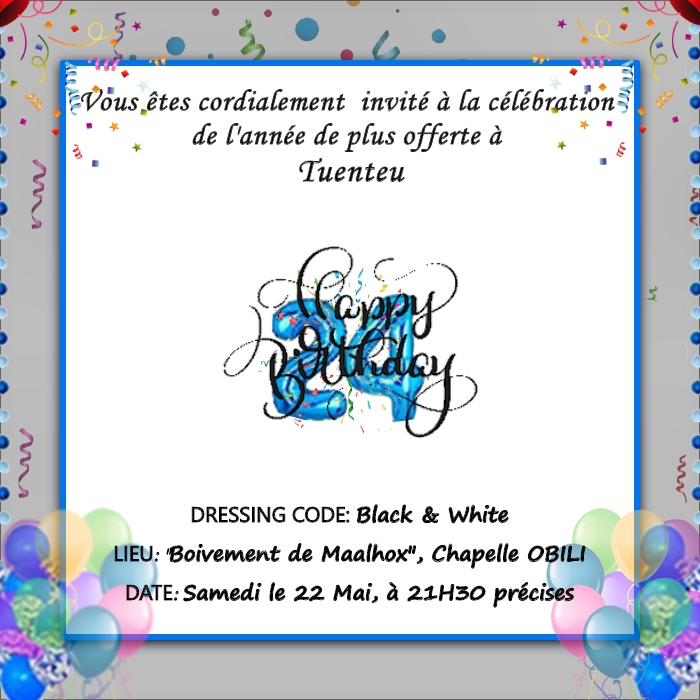 Vous êtes cordialement invité à la célébration
de l'année de plus offerte à
Tuenteu
24
Happy
Birthday
DRESSING CODE: Black & White
LIEU: "Boivement de Maalhox", Chapelle OBILI
DATE: Samedi le 22 Mai, à 21H30 précises